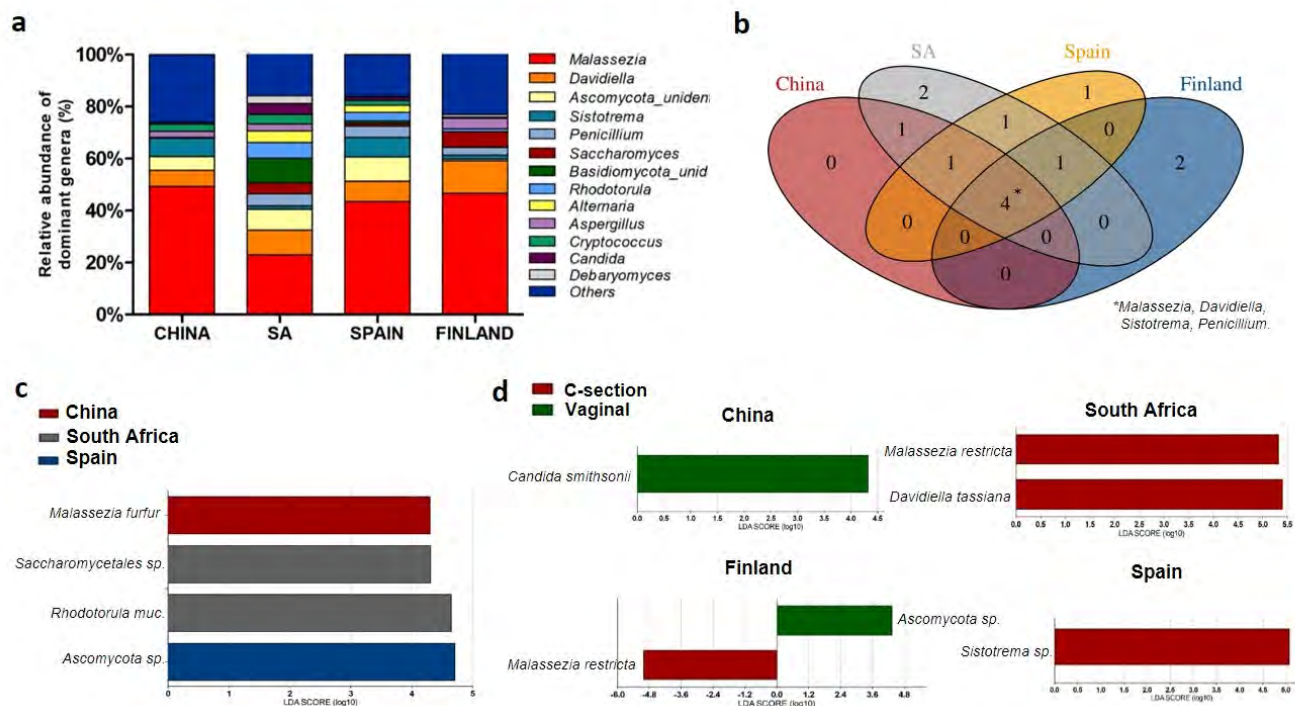 a
Relative abundance of
dominant genera (%)
100%
80%
60%
40%
20%
0%
CHINA
SA
SPAIN
FINLAND
Malassezia
Davidiella
Ascomycota_uniden
Sistotrema
Penicillium
Saccharomyces
Basidiomycota_unid
Rhodotorula
Alternaria
Aspergillus
Cryptococcus
Candida
Debaryomyces
Others
b
SA
Spain
China
Finland
2
1
1
1
0
0
1
1
2
4*
0
0
0
0
0
*Malassezia, Davidiella,
Sistotrema, Penicillium.
c
China
South Africa
Spain
Malassezia furfur
Saccharomycetales sp.
Rhodotorula muc.
Ascomycota sp.
0 1 2 3 4 5
LDA SCORE (log10)
d
C-section
Vaginal
China
Candida smithsonii
0.0 0.5 1.0 1.5 2.0 2.5 3.0 3.5 4.0 4.5
LDA SCORE (log10)
South Africa
Malassezia restricta
Davidiella tassiana
0.0 0.5 1.0 1.5 2.0 2.5 3.0 3.5 4.0 4.5 5.0 5.5
LDA SCORE (log10)
Finland
Ascomycota sp.
Malassezia restricta
-6.0 -4.8 -3.6 -2.4 -1.2 0.0 1.2 2.4 3.6 4.8
LDA SCORE (log10)
Spain
Sistotrema sp.
0.0 0.5 1.0 1.5 2.0 2.5 3.0 3.5 4.0 4.5 5.0
LDA SCORE (log10)